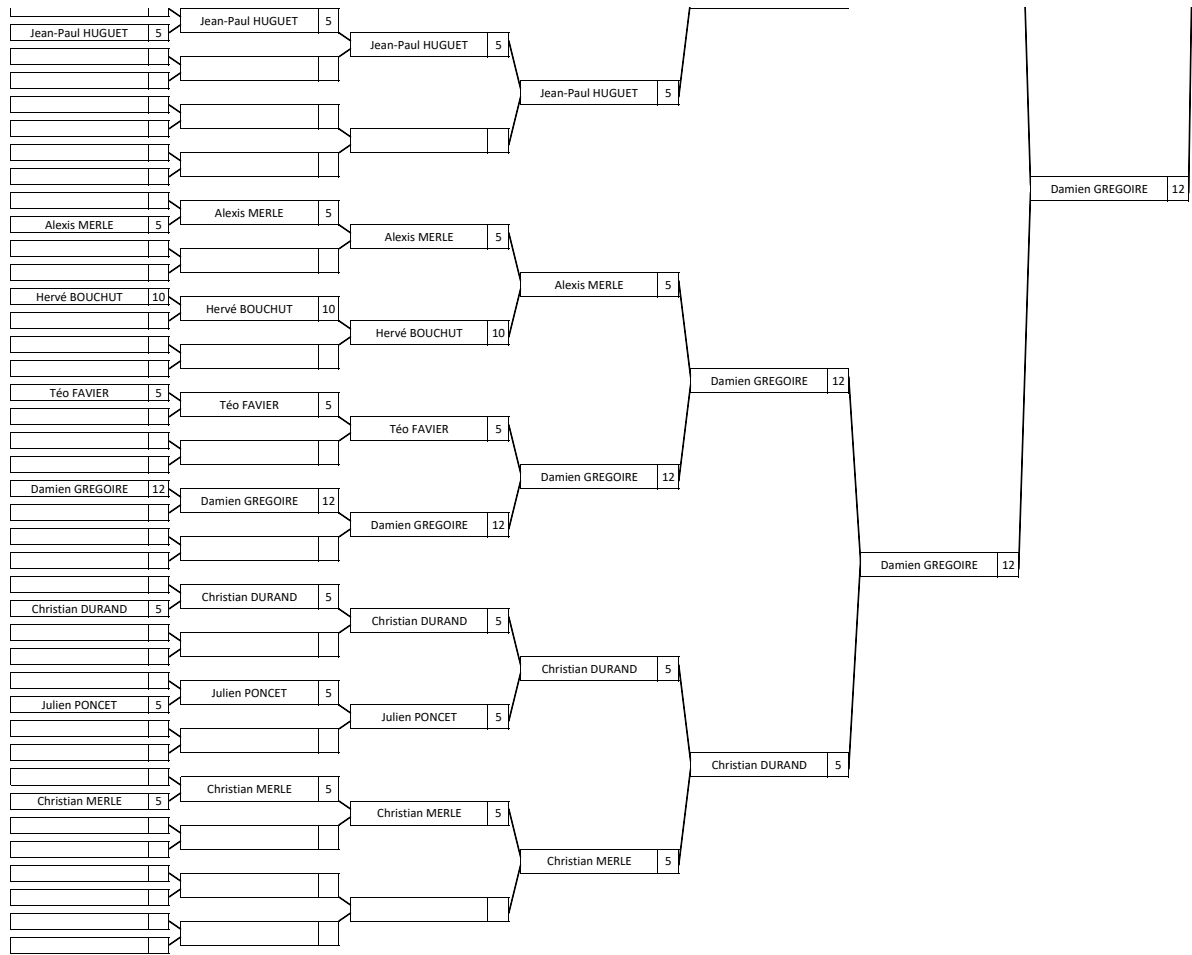 Jean-Paul HUGUET 5
Jean-Paul HUGUET 5
Jean-Paul HUGUET 5
Jean-Paul HUGUET 5
Damien GREGOIRE 12
Alexis MERLE 5
Alexis MERLE 5
Alexis MERLE 5
Alexis MERLE 5
Hervé BOUCHUT 10
Hervé BOUCHUT 10
Hervé BOUCHUT 10
Damien GREGOIRE 12
Téo FAVIER 5
Téo FAVIER 5
Téo FAVIER 5
Damien GREGOIRE 12
Damien GREGOIRE 12
Damien GREGOIRE 12
Damien GREGOIRE 12
Damien GREGOIRE 12
Christian DURAND 5
Christian DURAND 5
Christian DURAND 5
Christian DURAND 5
Julien PONCET 5
Julien PONCET 5
Julien PONCET 5
Christian DURAND 5
Christian MERLE 5
Christian MERLE 5
Christian MERLE 5
Christian MERLE 5